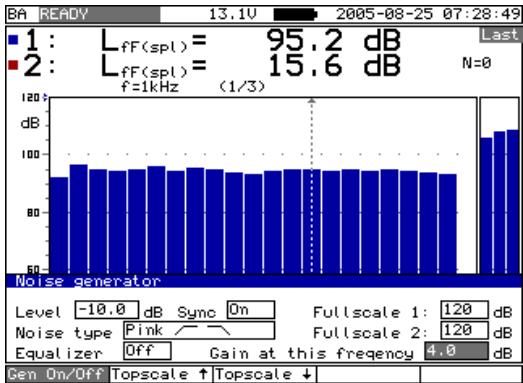 BA READY 13.1V 2005-08-25 07:28:49
1: LfF(spl)= 95.2 dB Last
2: LfF(spl)= 15.6 dB N=0
f=1kHz (1/3)
120
dB
100
80
60
Noise generator
Level -10.0 dB Sync On Fullscale 1: 120 dB
Noise type Pink Fullscale 2: 120 dB
Equalizer Off Gain at this freqency 4.0 dB
Gen On/Off Topscale ↑ Topscale ↓